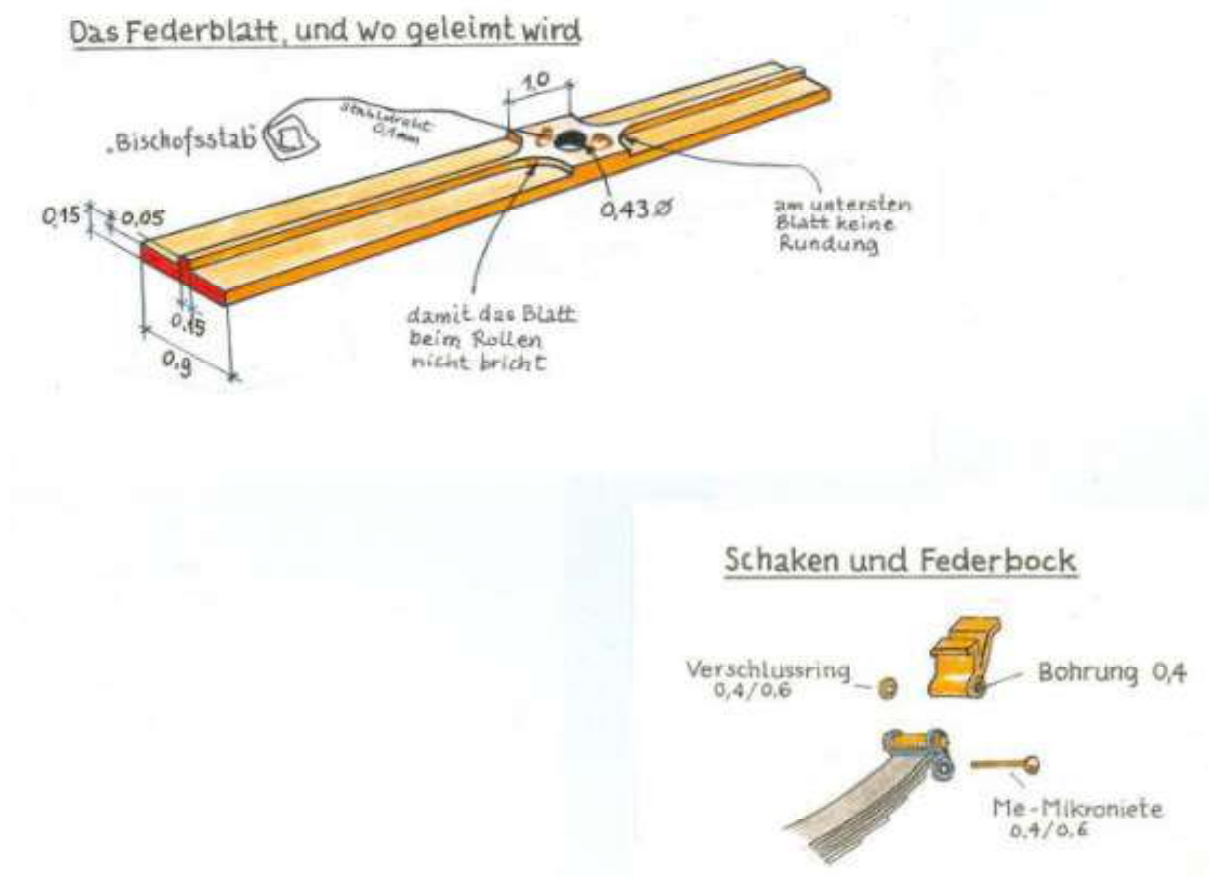 Das Federblatt, und wo geleimt wird
1,0
Stahldraht
0,1mm
„Bischofsstab"
0,15
0,05
0,43 Ø
am untersten
Blatt keine
Rundung
0,15
0,9
damit das Blatt
beim Rollen
nicht bricht
Schaken und Federbock
Verschlussring
0,4/0,6
Bohrung 0,4
Me-Mikroniete
0,4/0,6